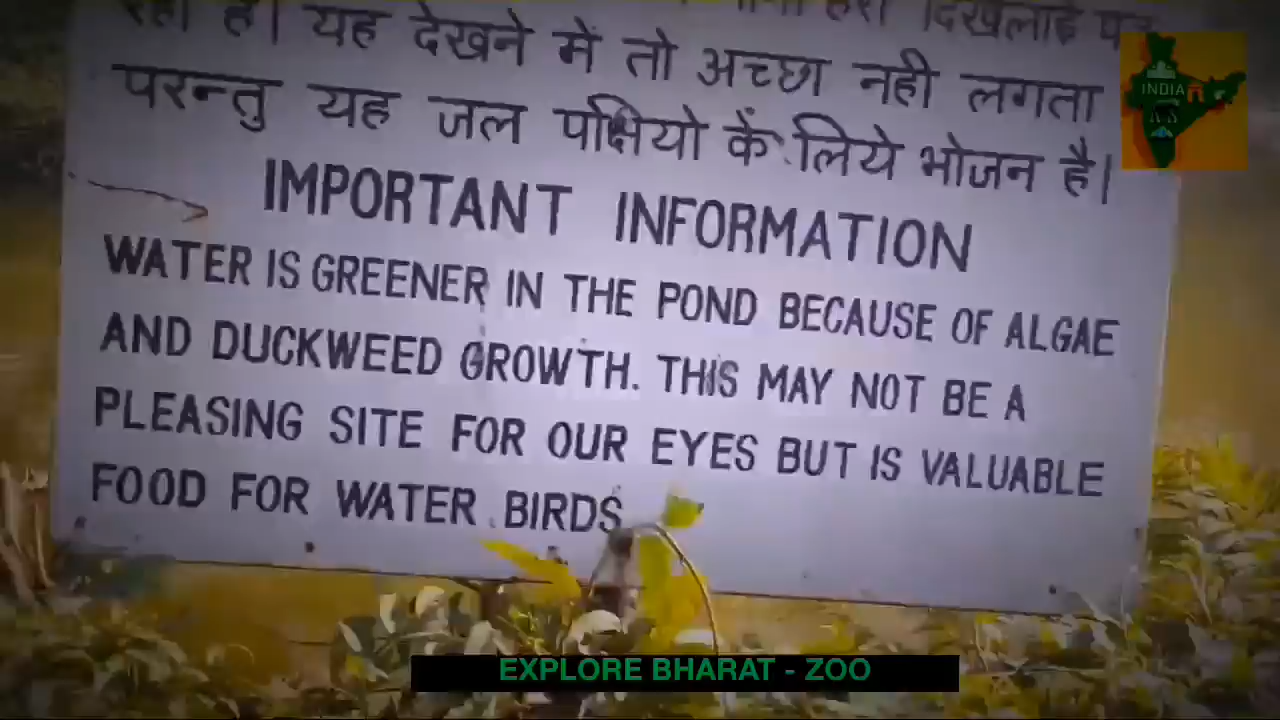 रही है। यह देखने में तो अच्छा नही लगता
परन्तु यह जल पक्षियो के लिये भोजन है।
INDIA
IMPORTANT INFORMATION
WATER IS GREENER IN THE POND BECAUSE OF ALGAE
AND DUCKWEED GROWTH. THIS MAY NOT BE A
PLEASING SITE FOR OUR EYES BUT IS VALUABLE
FOOD FOR WATER BIRDS
EXPLORE BHARAT - ZOO